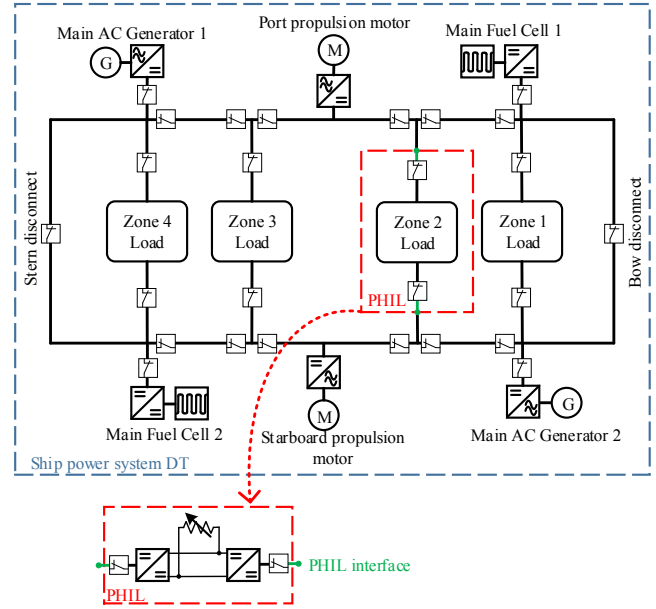 Main AC Generator 1
Port propulsion motor
Main Fuel Cell 1
G
M
Stern disconnect
Zone 4
Load
Zone 3
Load
Zone 2
Load
Zone 1
Load
Bow disconnect
PHIL
Main Fuel Cell 2
M
Starboard propulsion
motor
G
Main AC Generator 2
Ship power system DT
PHIL interface
PHIL